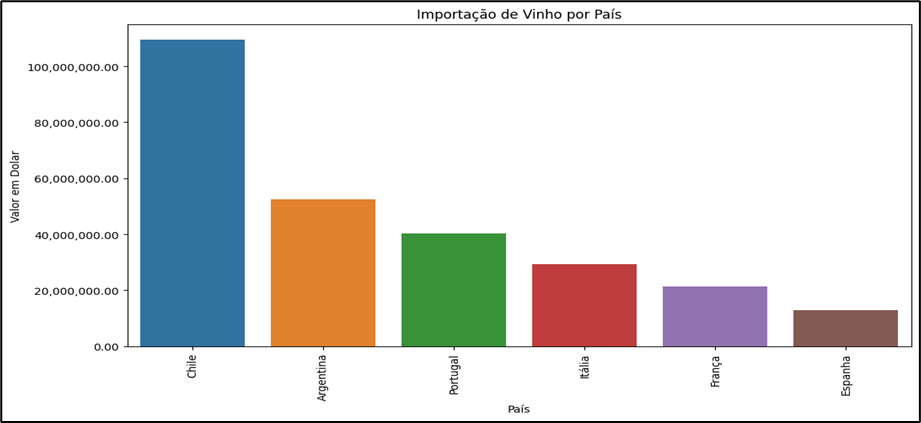 Importação de Vinho por País
Valor em Dolar
100,000,000.00
80,000,000.00
60,000,000.00
40,000,000.00
20,000,000.00
0.00
Chile
Argentina
Portugal
Itália
França
Espanha
País